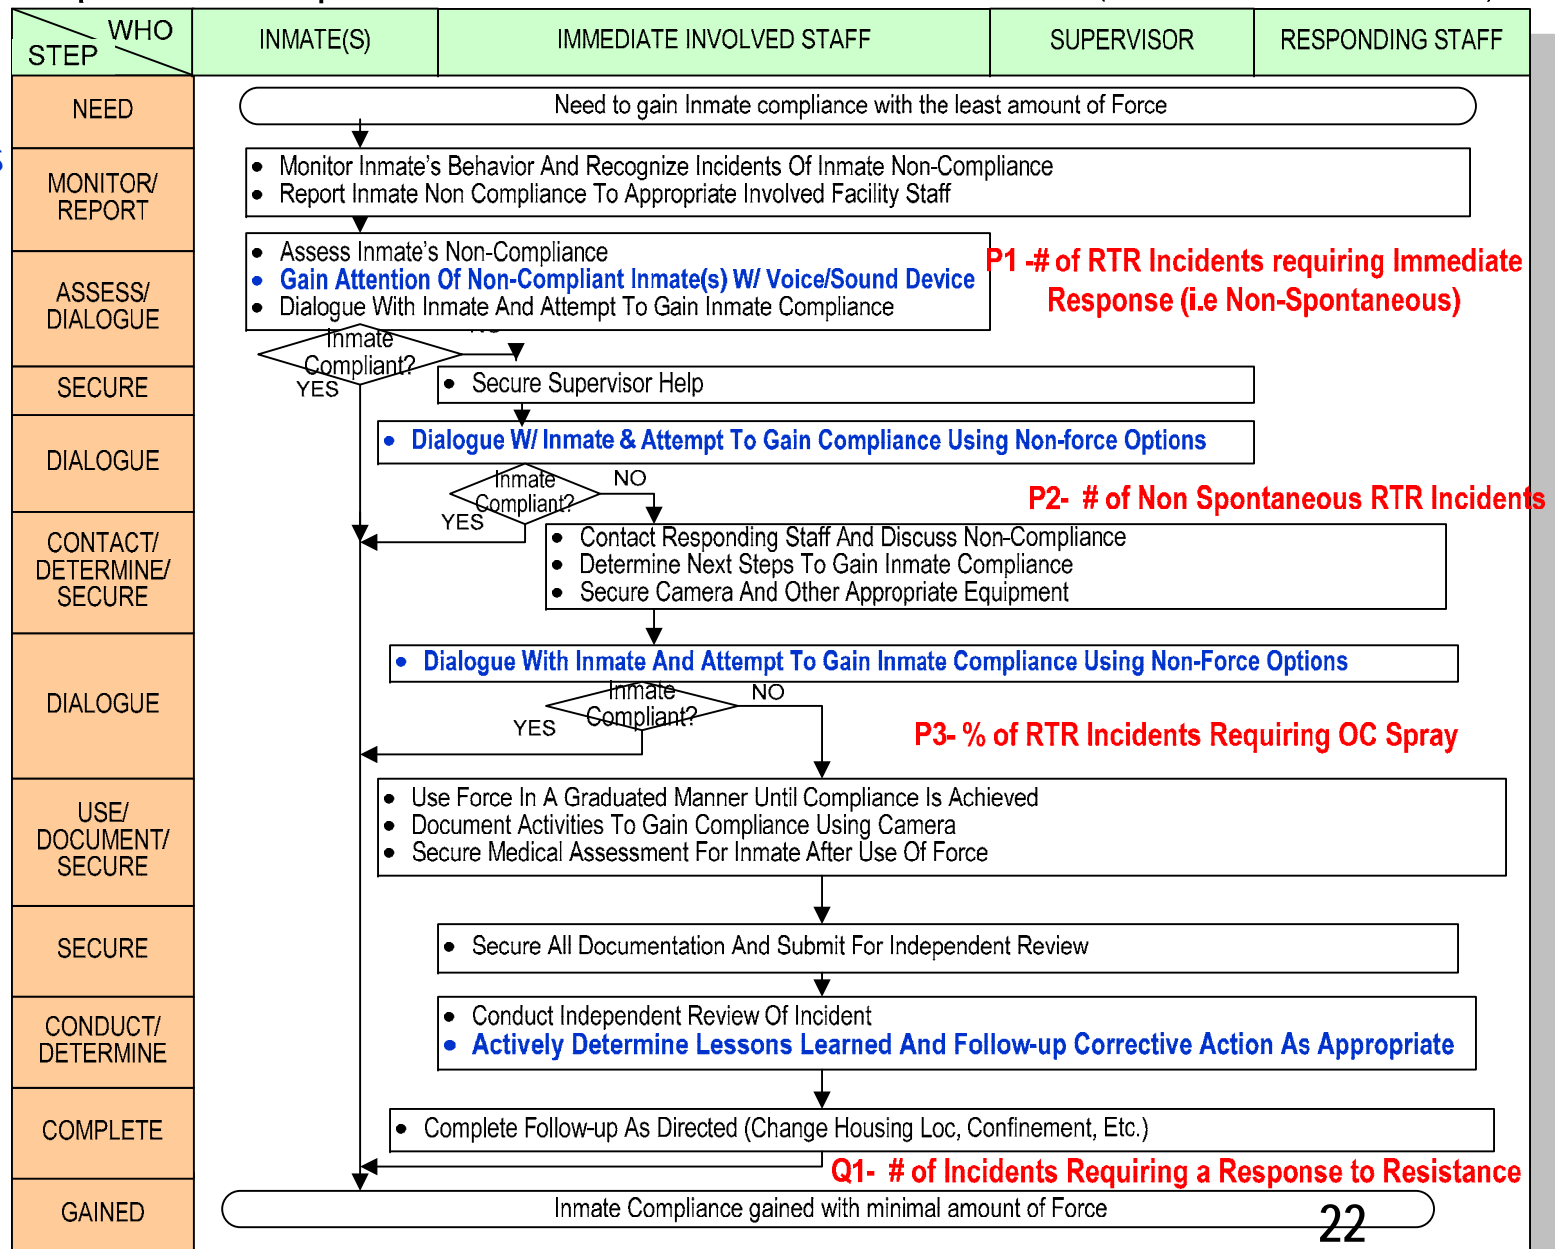 WHO
STEP
INMATE(S)
IMMEDIATE INVOLVED STAFF
SUPERVISOR
RESPONDING STAFF
NEED
Need to gain Inmate compliance with the least amount of Force
MONITOR/
REPORT
• Monitor Inmate's Behavior And Recognize Incidents Of Inmate Non-Compliance
• Report Inmate Non Compliance To Appropriate Involved Facility Staff
ASSESS/
DIALOGUE
• Assess Inmate's Non-Compliance
• Gain Attention Of Non-Compliant Inmate(s) W/ Voice/Sound Device
• Dialogue With Inmate And Attempt To Gain Inmate Compliance
P1 -# of RTR Incidents requiring Immediate
Response (i.e Non-Spontaneous)
Inmate
Compliant?
NO
YES
SECURE
• Secure Supervisor Help
DIALOGUE
• Dialogue W/ Inmate & Attempt To Gain Compliance Using Non-force Options
Inmate
Compliant?
NO
YES
P2- # of Non Spontaneous RTR Incidents
CONTACT/
DETERMINE/
SECURE
• Contact Responding Staff And Discuss Non-Compliance
• Determine Next Steps To Gain Inmate Compliance
• Secure Camera And Other Appropriate Equipment
DIALOGUE
• Dialogue With Inmate And Attempt To Gain Inmate Compliance Using Non-Force Options
Inmate
Compliant?
NO
YES
P3- % of RTR Incidents Requiring OC Spray
USE/
DOCUMENT/
SECURE
• Use Force In A Graduated Manner Until Compliance Is Achieved
• Document Activities To Gain Compliance Using Camera
• Secure Medical Assessment For Inmate After Use Of Force
SECURE
• Secure All Documentation And Submit For Independent Review
CONDUCT/
DETERMINE
• Conduct Independent Review Of Incident
• Actively Determine Lessons Learned And Follow-up Corrective Action As Appropriate
COMPLETE
• Complete Follow-up As Directed (Change Housing Loc, Confinement, Etc.)
Q1- # of Incidents Requiring a Response to Resistance
GAINED
Inmate Compliance gained with minimal amount of Force
22